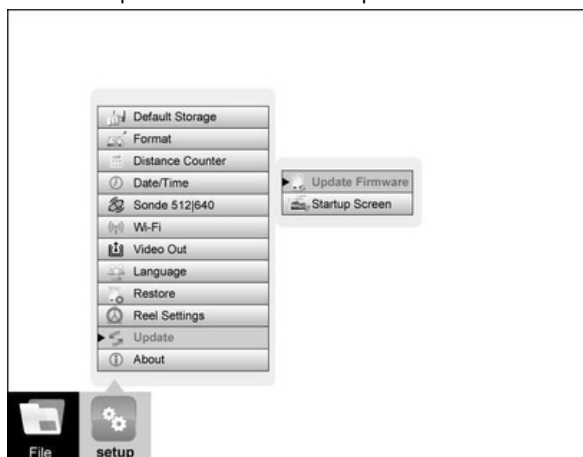 Default Storage
Format
Distance Counter
Date/Time
Sonde 512|640
Wi-Fi
Video Out
Language
Restore
Reel Settings
Update
About
Update Firmware
Startup Screen
File
setup